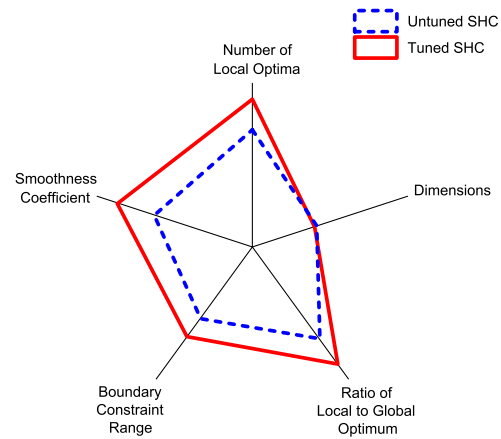 Untuned SHC
Tuned SHC
Number of
Local Optima
Smoothness
Coefficient
Dimensions
Boundary
Constraint
Range
Ratio of
Local to Global
Optimum